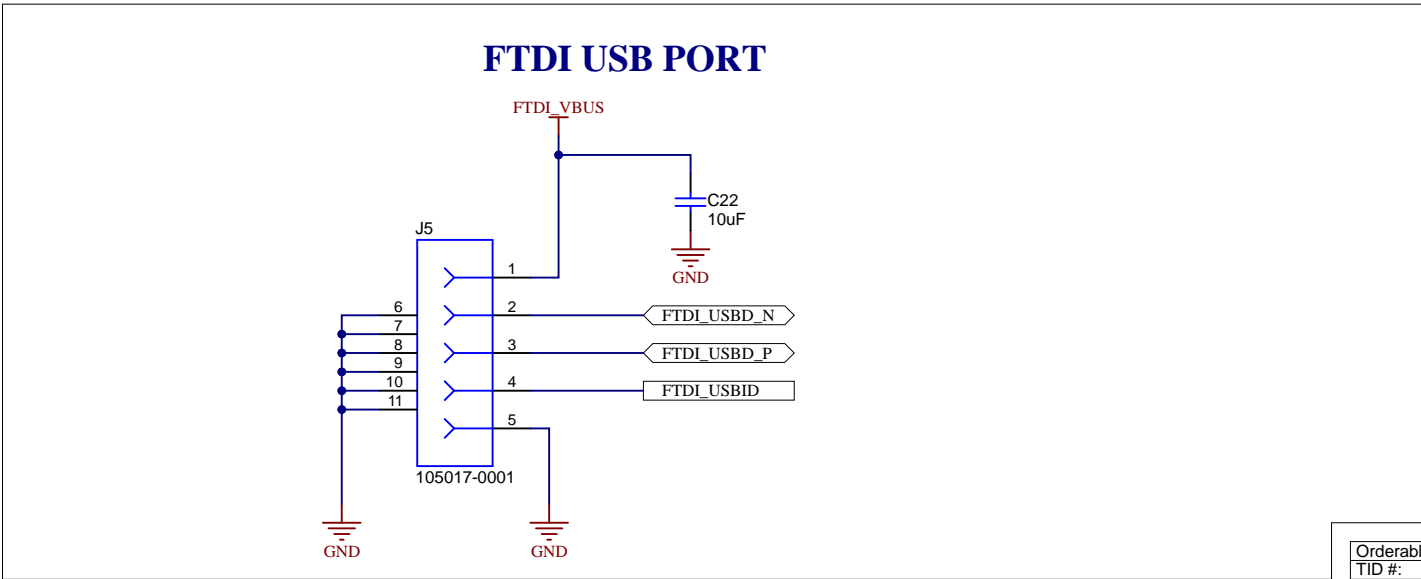 FTDI USB PORT
FTDI_VBUS
C22
10uF
GND
J5
1
2
3
4
5
6
7
8
9
10
11
FTDI_USBD_N
FTDI_USBD_P
FTDI_USBID
105017-0001
GND
GND
Orderabl
TID #: